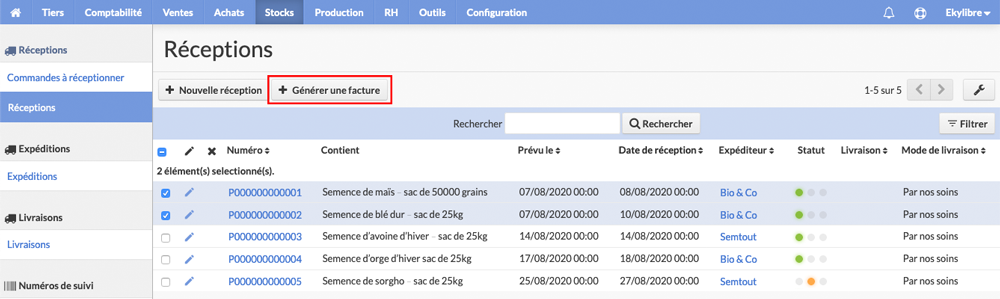 Tiers Comptabilité Ventes Achats Stocks Production RH Outils Configuration Ekylibre
Réceptions
Commandes à réceptionner
Réceptions
Expéditions
Expéditions
Livraisons
Livraisons
Numéros de suivi
Réceptions
Nouvelle réception Générer une facture 1-5 sur 5
Rechercher Rechercher Filtrer
Numéro Contient Prévu le Date de réception Expéditeur Statut Livraison Mode de livraison
2 élément(s) selectionné(s).
P000000000001 Semence de maïs – sac de 50000 grains 07/08/2020 00:00 08/08/2020 00:00 Bio & Co Par nos soins
P000000000002 Semence de blé dur – sac de 25kg 07/08/2020 00:00 10/08/2020 00:00 Bio & Co Par nos soins
P000000000003 Semence d'avoine d'hiver – sac de 25kg 14/08/2020 00:00 14/08/2020 00:00 Semtout Par nos soins
P000000000004 Semence d'orge d'hiver sac de 25kg 17/08/2020 00:00 18/08/2020 00:00 Bio & Co Par nos soins
P000000000005 Semence de sorgho – sac de 25kg 25/08/2020 00:00 27/08/2020 00:00 Semtout Par nos soins